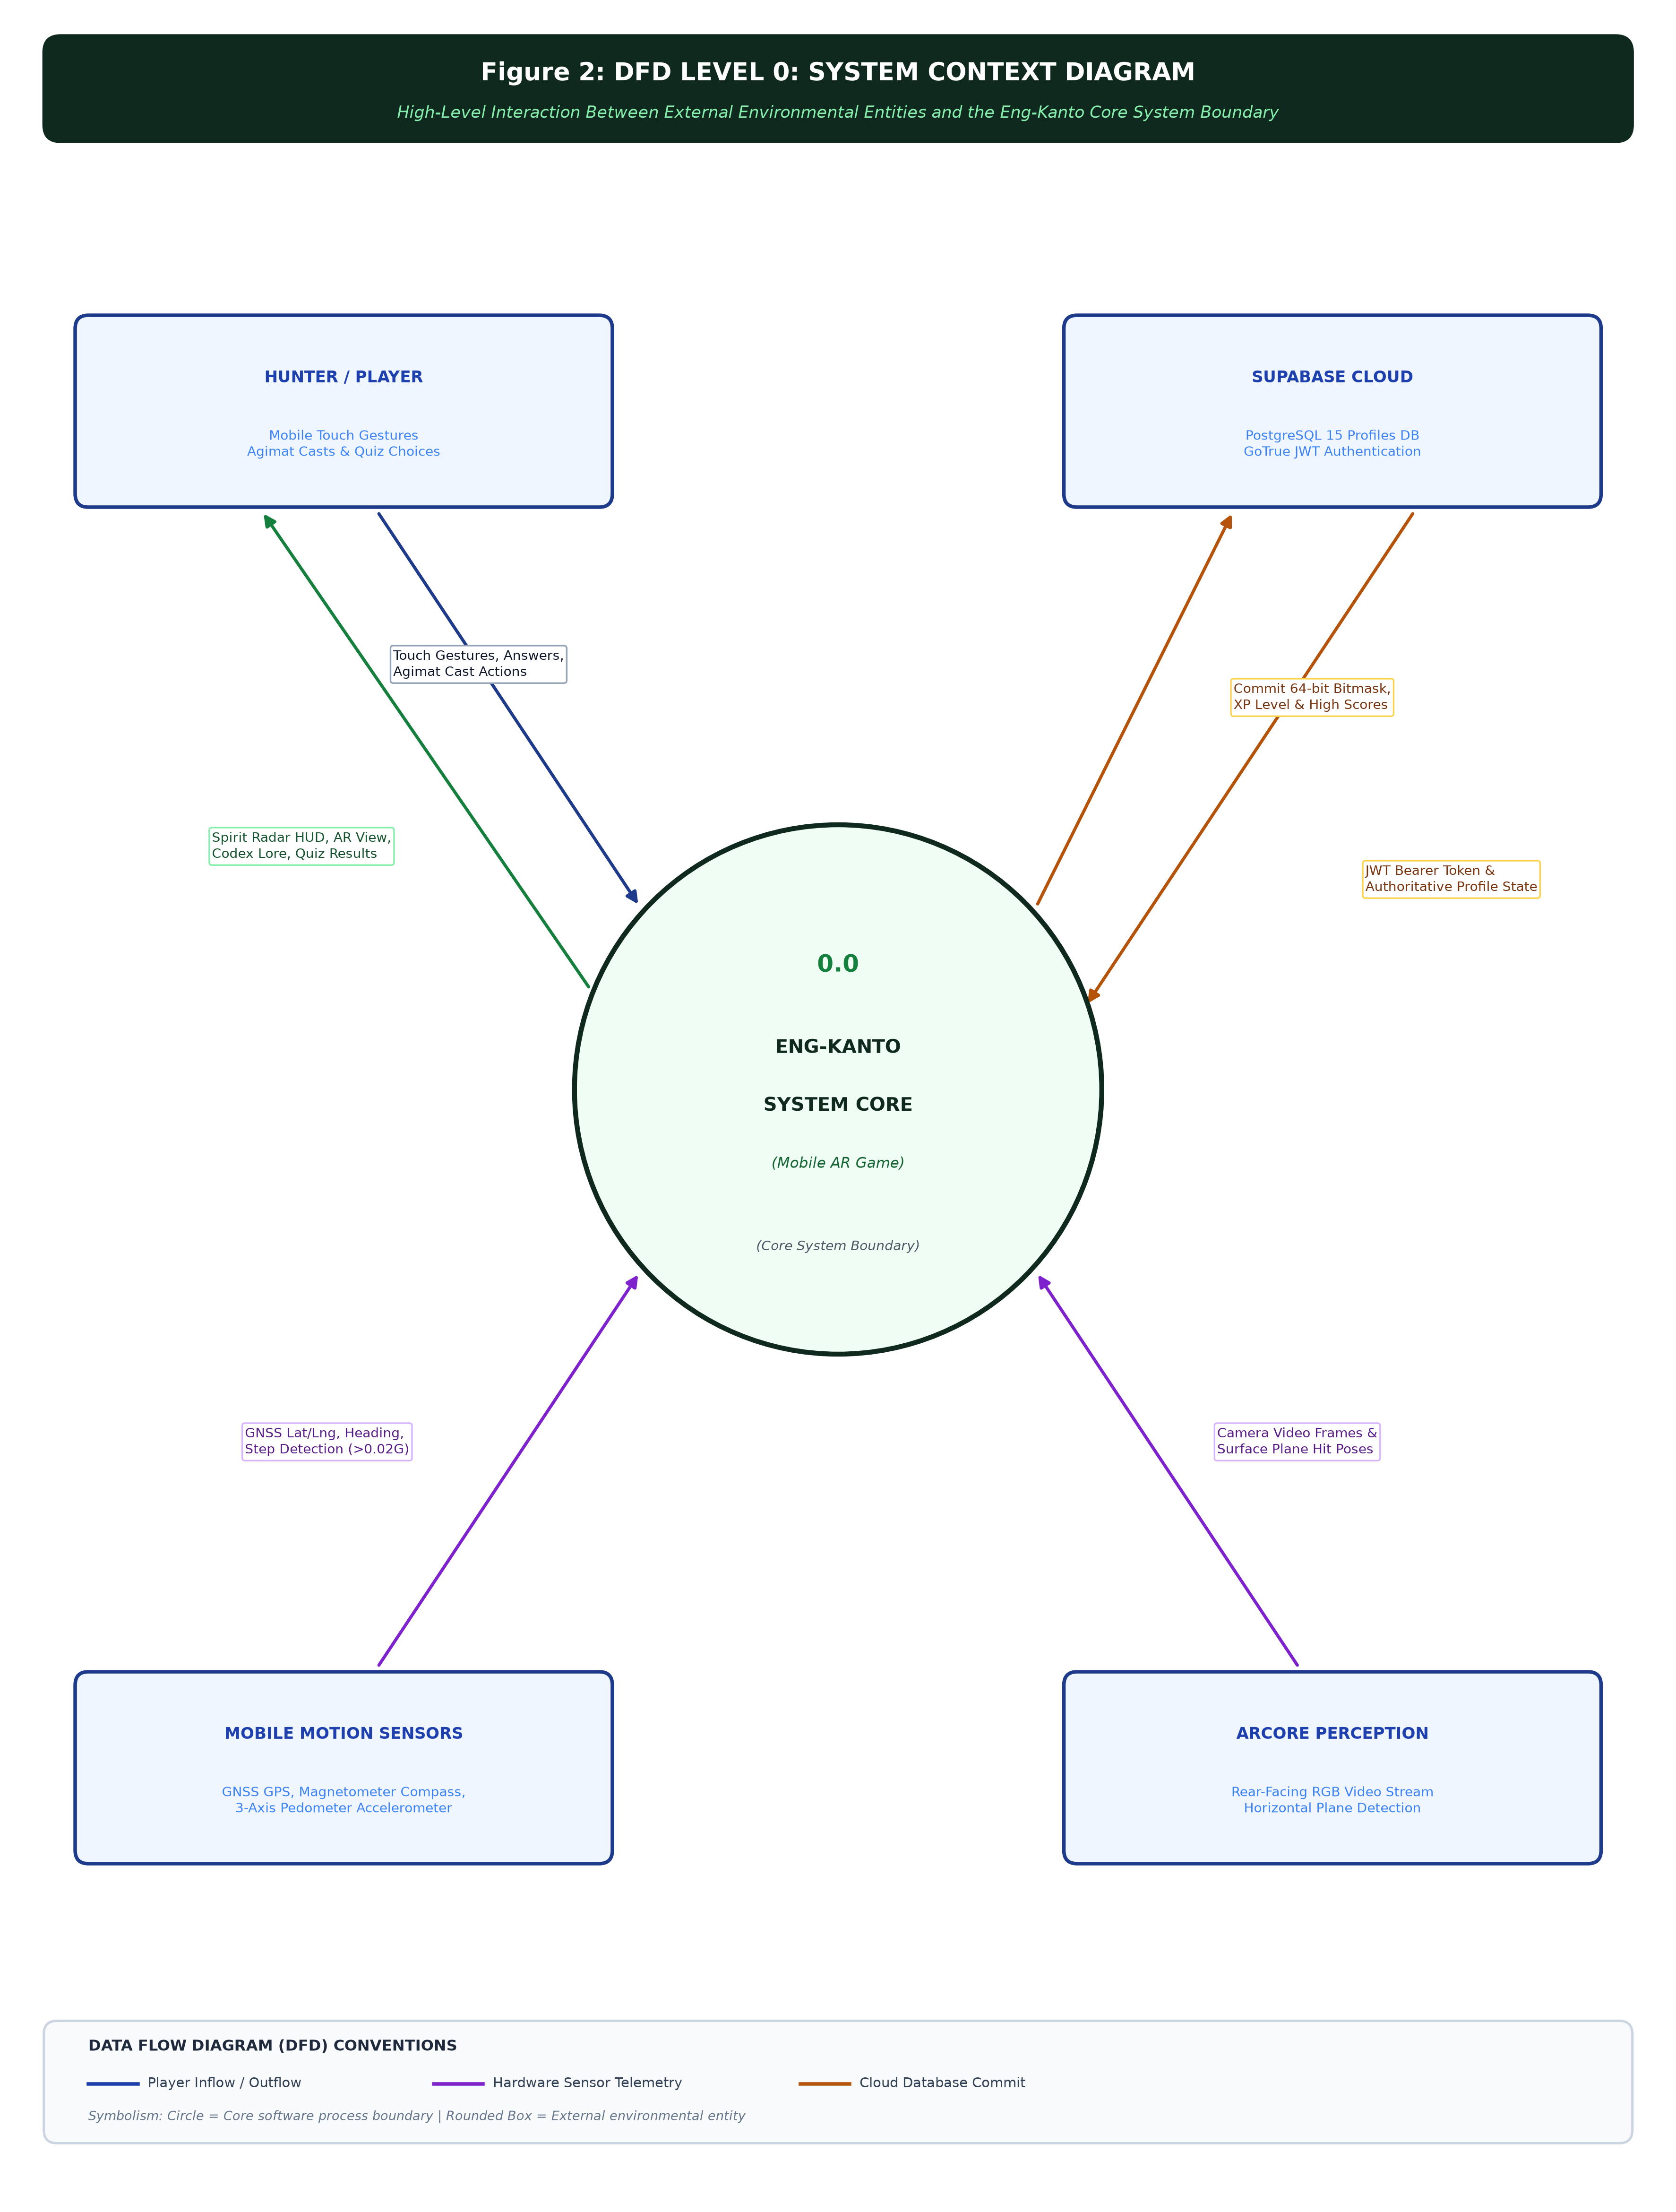 Figure 2: DFD LEVEL 0: SYSTEM CONTEXT DIAGRAM
High-Level Interaction Between External Environmental Entities and the Eng-Kanto Core System Boundary
HUNTER / PLAYER
Mobile Touch Gestures
Agimat Casts & Quiz Choices
SUPABASE CLOUD
PostgreSQL 15 Profiles DB
GoTrue JWT Authentication
Touch Gestures, Answers,
Agimat Cast Actions
Commit 64-bit Bitmask,
XP Level & High Scores
Spirit Radar HUD, AR View,
Codex Lore, Quiz Results
JWT Bearer Token &
Authoritative Profile State
0.0
ENG-KANTO
SYSTEM CORE
(Mobile AR Game)
(Core System Boundary)
GNSS Lat/Lng, Heading,
Step Detection (>0.02G)
Camera Video Frames &
Surface Plane Hit Poses
MOBILE MOTION SENSORS
GNSS GPS, Magnetometer Compass,
3-Axis Pedometer Accelerometer
ARCORE PERCEPTION
Rear-Facing RGB Video Stream
Horizontal Plane Detection
DATA FLOW DIAGRAM (DFD) CONVENTIONS
Player Inflow / Outflow
Hardware Sensor Telemetry
Cloud Database Commit
Symbolism: Circle = Core software process boundary | Rounded Box = External environmental entity